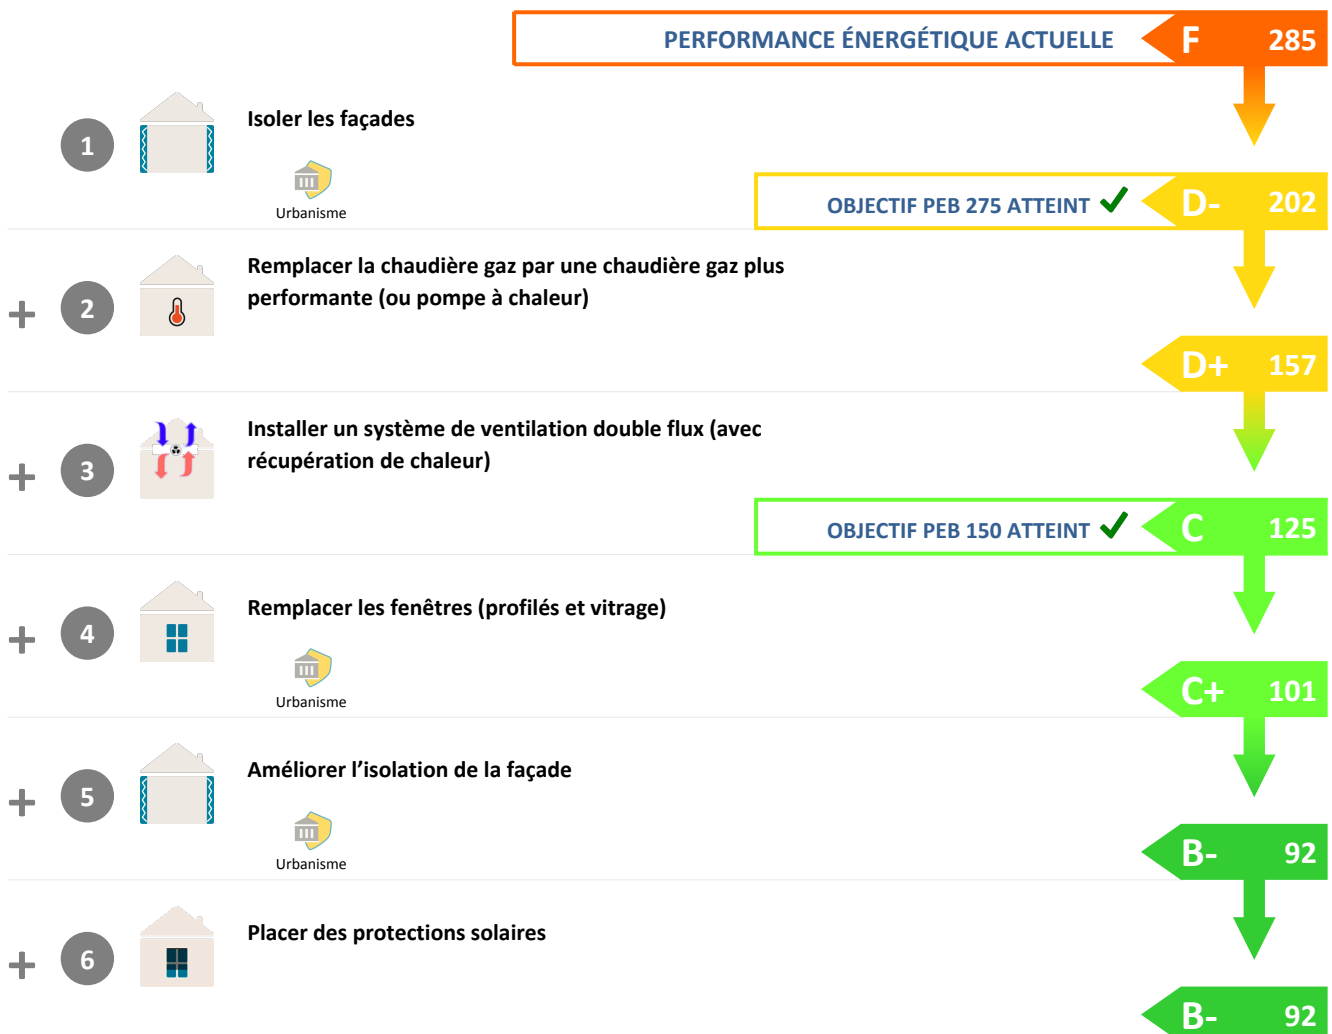 PERFORMANCE ÉNERGÉTIQUE ACTUELLE F 285
1 Isoler les façades
Urbanisme
OBJECTIF PEB 275 ATTEINT ✔ D- 202
+ 2 Remplacer la chaudière gaz par une chaudière gaz plus
performante (ou pompe à chaleur)
D+ 157
+ 3 Installer un système de ventilation double flux (avec
récupération de chaleur)
OBJECTIF PEB 150 ATTEINT ✔ C 125
+ 4 Remplacer les fenêtres (profilés et vitrage)
Urbanisme
C+ 101
+ 5 Améliorer l’isolation de la façade
Urbanisme
B- 92
+ 6 Placer des protections solaires
B- 92